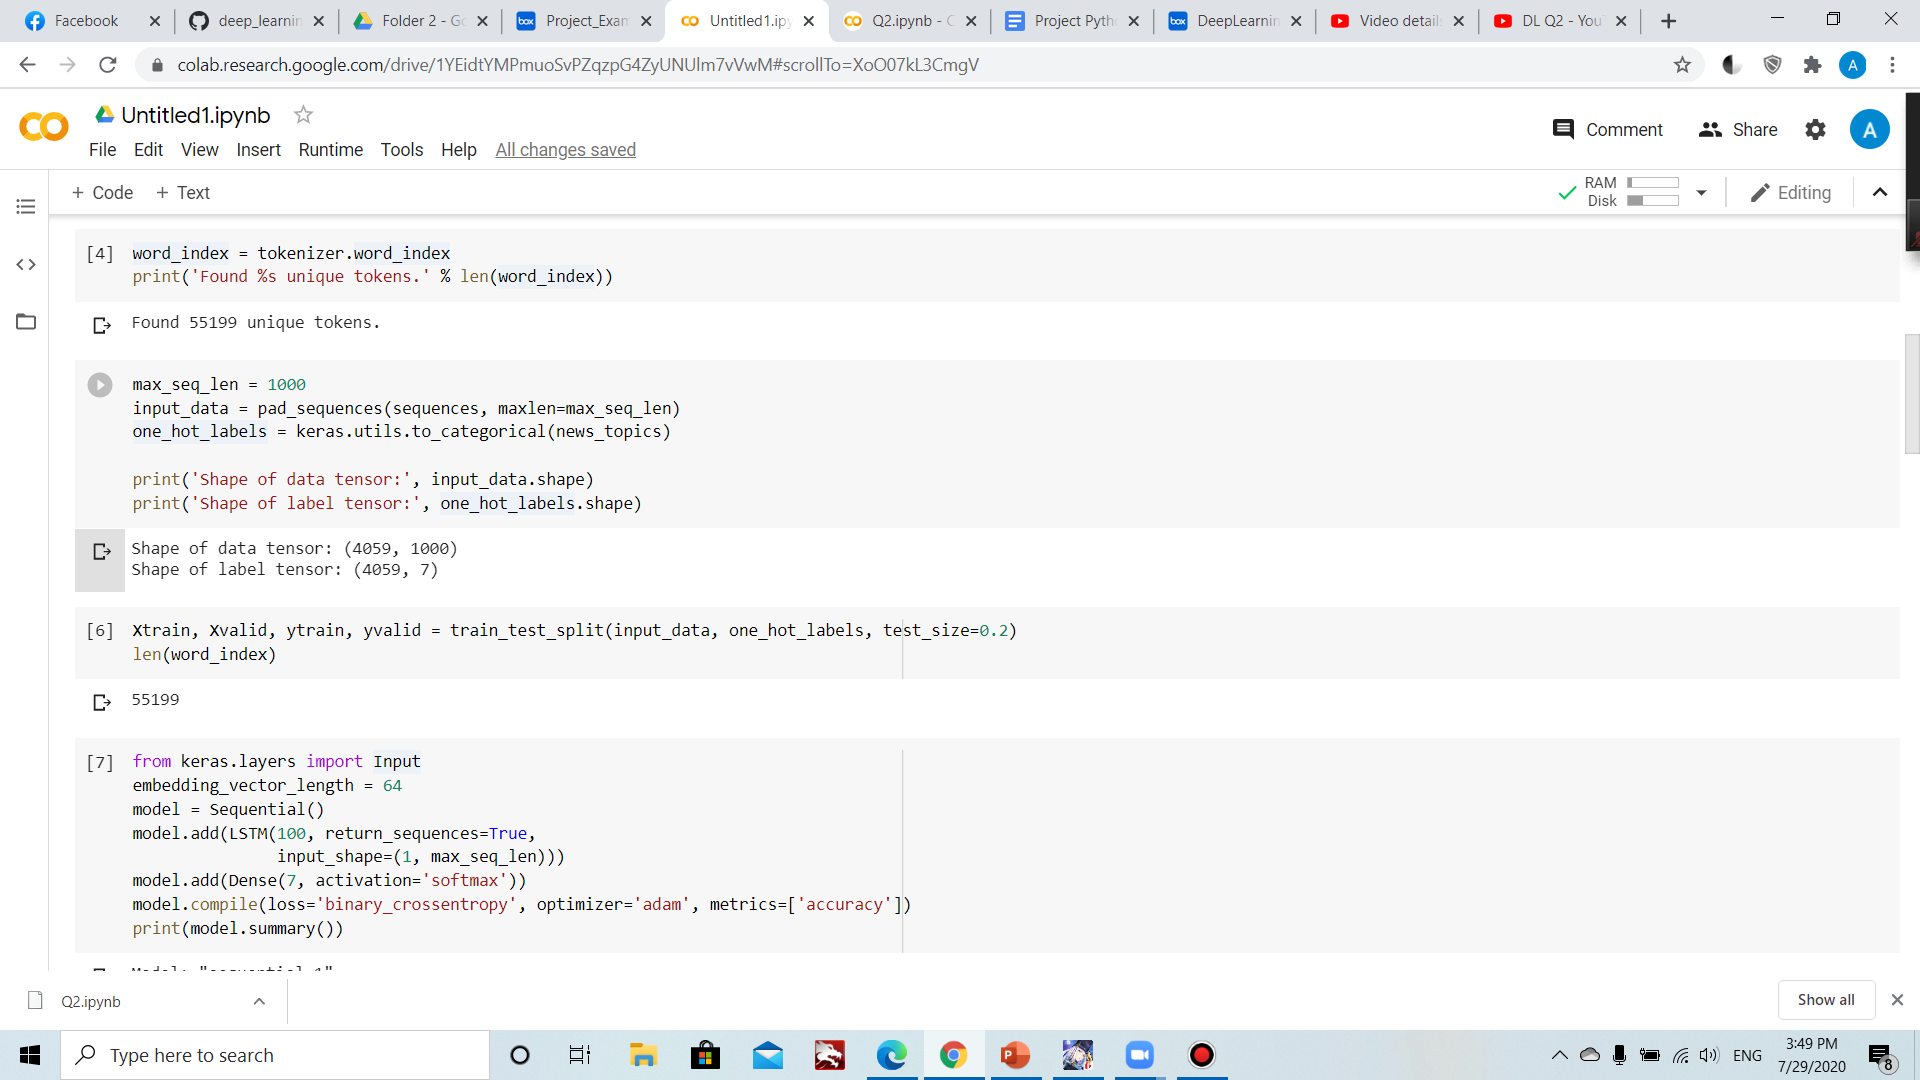 Facebook
deep_learnin
Folder 2 - Go
Project_Exam
Untitled1.ipy
Q2.ipynb - C
Project Pyth
DeepLearnin
Video details
DL Q2 - You
colab.research.google.com/drive/1YEidtYMPmuoSvPZqzpG4ZyUNUlm7vVwM#scrollTo=XoO07kL3CmgV
A
Untitled1.ipynb
Comment
Share
A
File Edit View Insert Runtime Tools Help All changes saved
+ Code + Text
RAM
Disk
Editing
[4] word_index = tokenizer.word_index
print('Found %s unique tokens.' % len(word_index))
Found 55199 unique tokens.
max_seq_len = 1000
input_data = pad_sequences(sequences, maxlen=max_seq_len)
one_hot_labels = keras.utils.to_categorical(news_topics)
print('Shape of data tensor:', input_data.shape)
print('Shape of label tensor:', one_hot_labels.shape)
Shape of data tensor: (4059, 1000)
Shape of label tensor: (4059, 7)
[6] Xtrain, Xvalid, ytrain, yvalid = train_test_split(input_data, one_hot_labels, test_size=0.2)
len(word_index)
55199
[7] from keras.layers import Input
embedding_vector_length = 64
model = Sequential()
model.add(LSTM(100, return_sequences=True,
input_shape=(1, max_seq_len)))
model.add(Dense(7, activation='softmax'))
model.compile(loss='binary_crossentropy', optimizer='adam', metrics=['accuracy'])
print(model.summary())
Model: "sequential_1"
Q2.ipynb
Show all
Type here to search
ENG
3:49 PM
7/29/2020
8